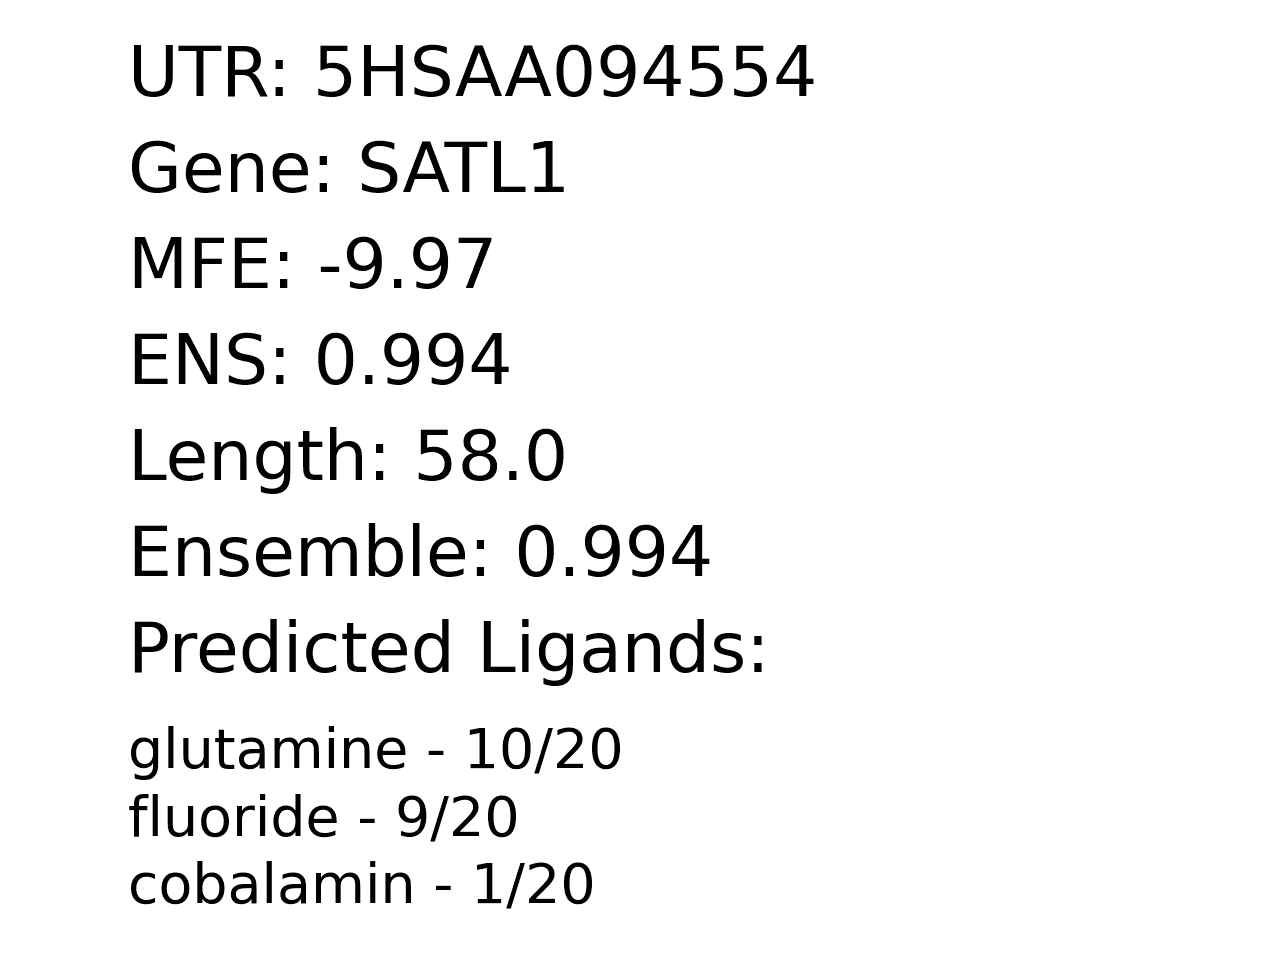 UTR: 5HSAA094554
Gene: SATL1
MFE: -9.97
ENS: 0.994
Length: 58.0
Ensemble: 0.994
Predicted Ligands:
glutamine - 10/20
fluoride - 9/20
cobalamin - 1/20